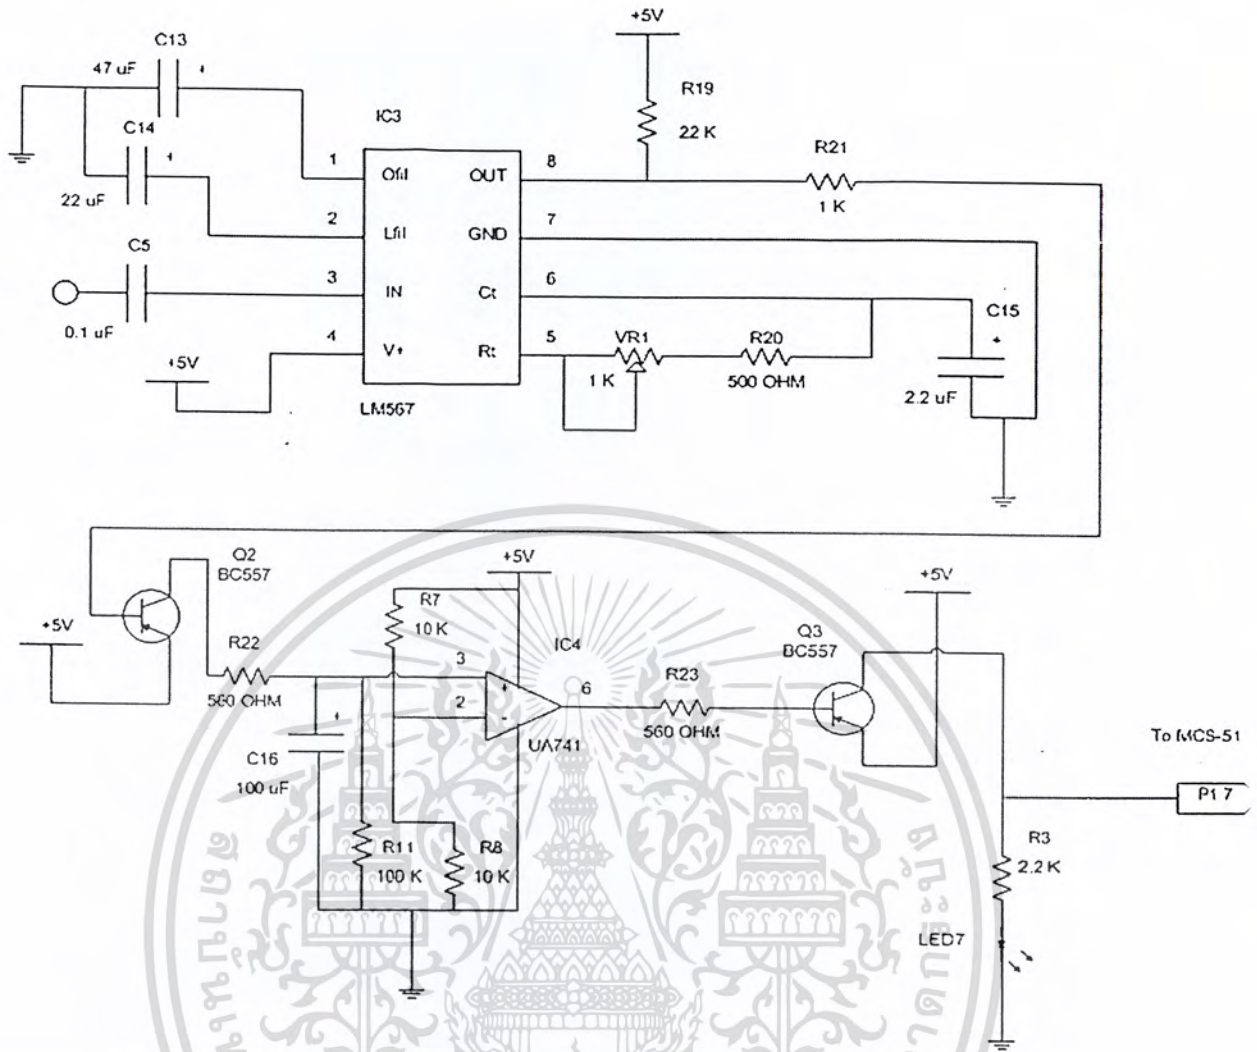 +5V
C13
47 uF
+
R19
22 K
IC3
C14
+
22 uF
1
Ofil
OUT
8
R21
1 K
2
Lfil
GND
7
C5
0.1 uF
3
IN
Ct
6
C15
+
2.2 uF
4
V+
Rt
5
VR1
1 K
R20
500 OHM
+5V
LM567
Q2
BC557
+5V
R22
560 OHM
+5V
R7
10 K
IC4
3
+
2
-
6
UA741
R23
560 OHM
Q3
BC557
+5V
+
C16
100 uF
R11
100 K
R8
10 K
To MCS-51
P1.7
R3
2.2 K
LED7